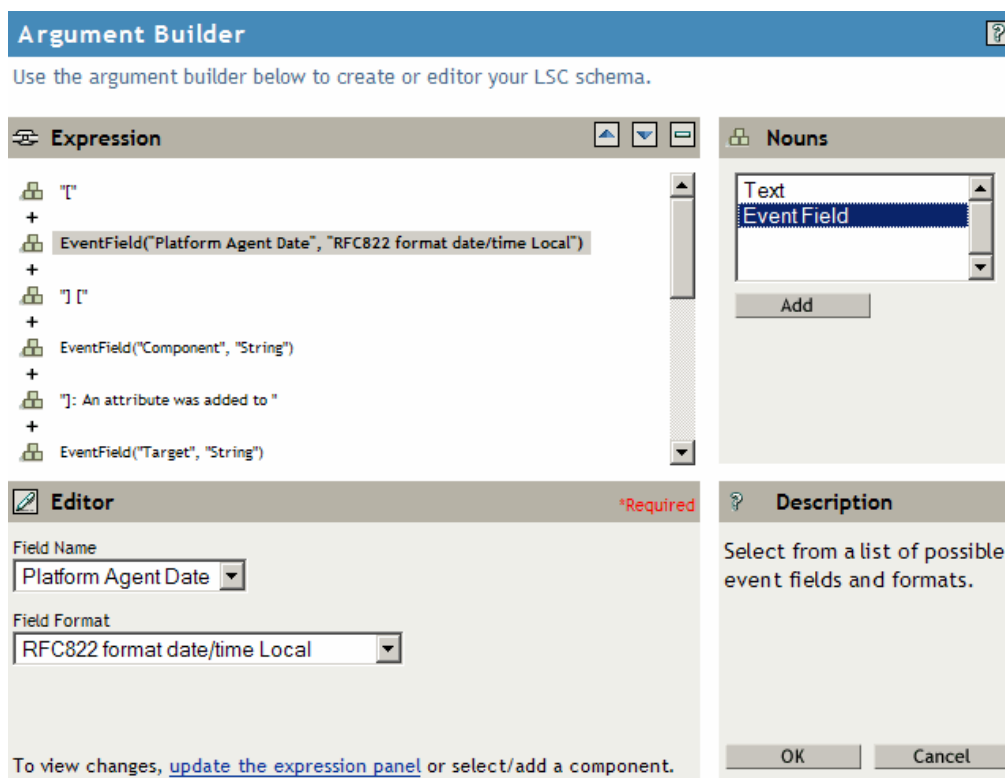 Argument Builder
Use the argument builder below to create or editor your LSC schema.
Expression
"["
+
EventField("Platform Agent Date", "RFC822 format date/time Local")
+
"] ["
+
EventField("Component", "String")
+
"]: An attribute was added to "
+
EventField("Target", "String")
Nouns
Text
Event Field
Add
Editor
*Required
Field Name
Platform Agent Date
Field Format
RFC822 format date/time Local
To view changes, update the expression panel or select/add a component.
Description
Select from a list of possible
event fields and formats.
OK
Cancel